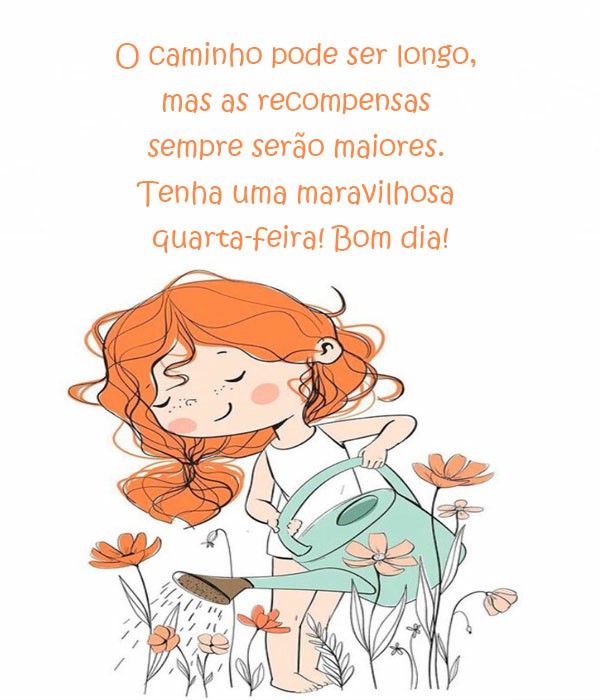 O caminho pode ser longo,
mas as recompensas
sempre serão maiores.
Tenha uma maravilhosa
quarta-feira! Bom dia!